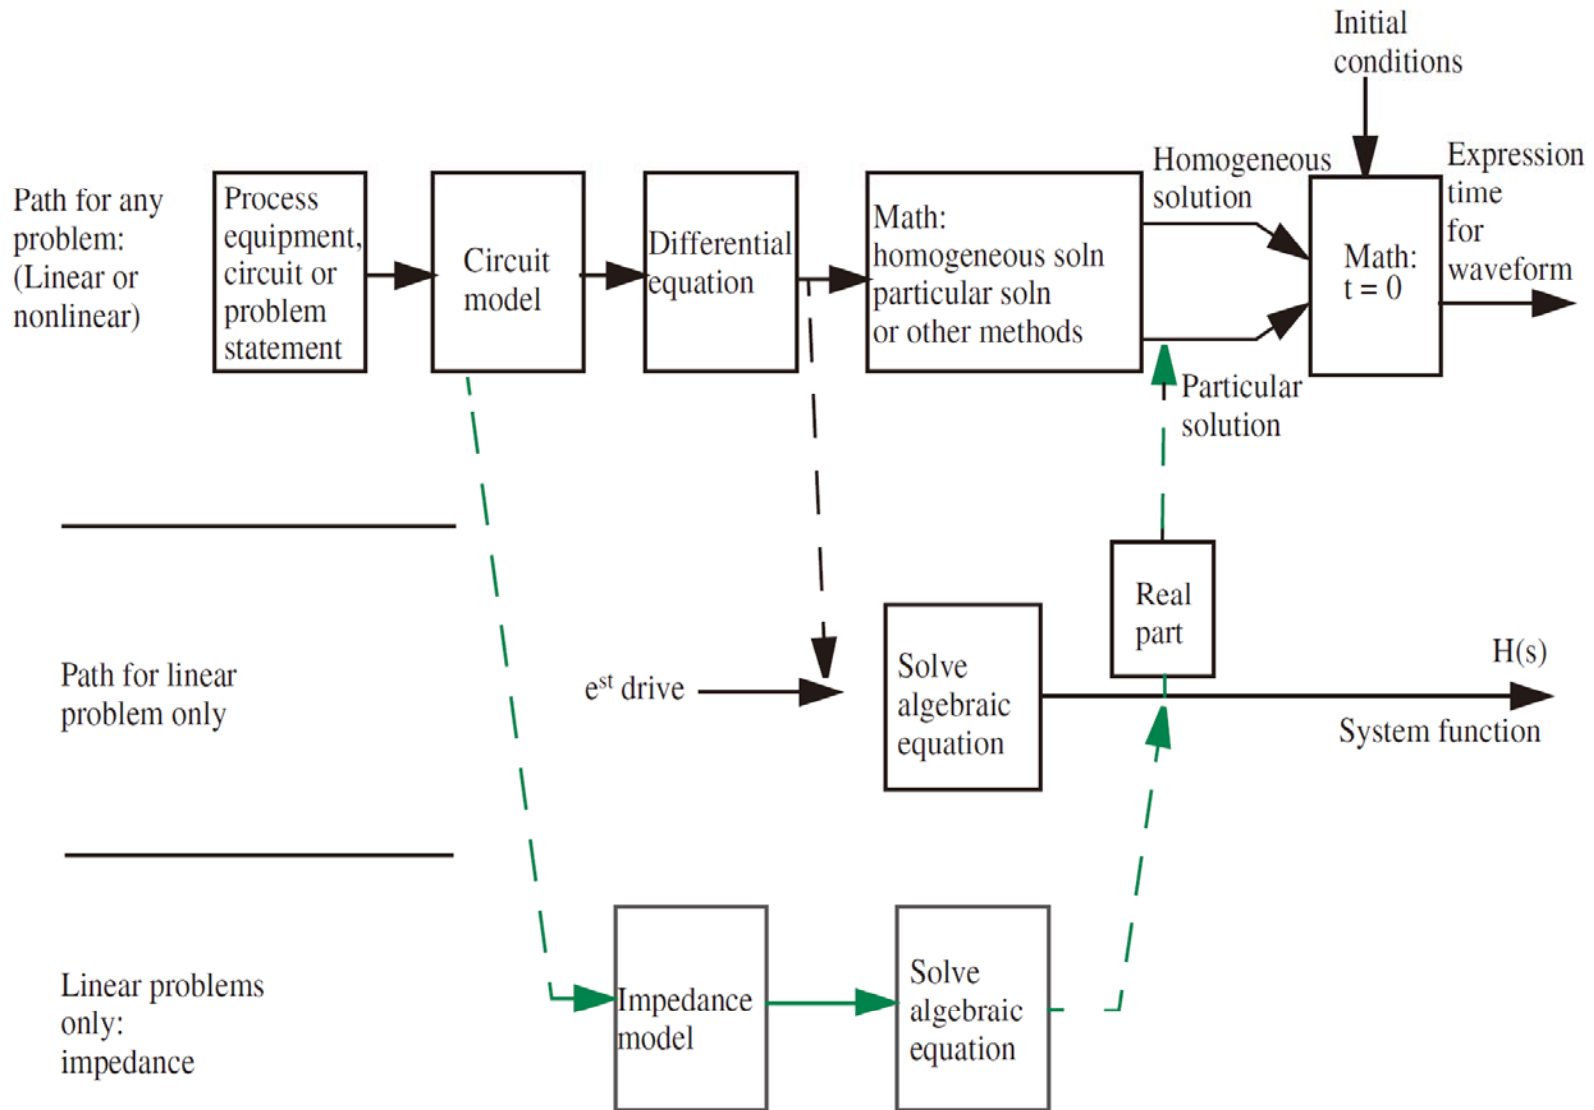 Initial
conditions
Path for any
problem:
(Linear or
nonlinear)
Process
equipment,
circuit or
problem
statement
Circuit
model
Differential
equation
Math:
homogeneous soln
particular soln
or other methods
Homogeneous
solution
Particular
solution
Math:
t = 0
Expression
time
for
waveform
Path for linear
problem only
e^st drive
Solve
algebraic
equation
Real
part
H(s)
System function
Linear problems
only:
impedance
Impedance
model
Solve
algebraic
equation